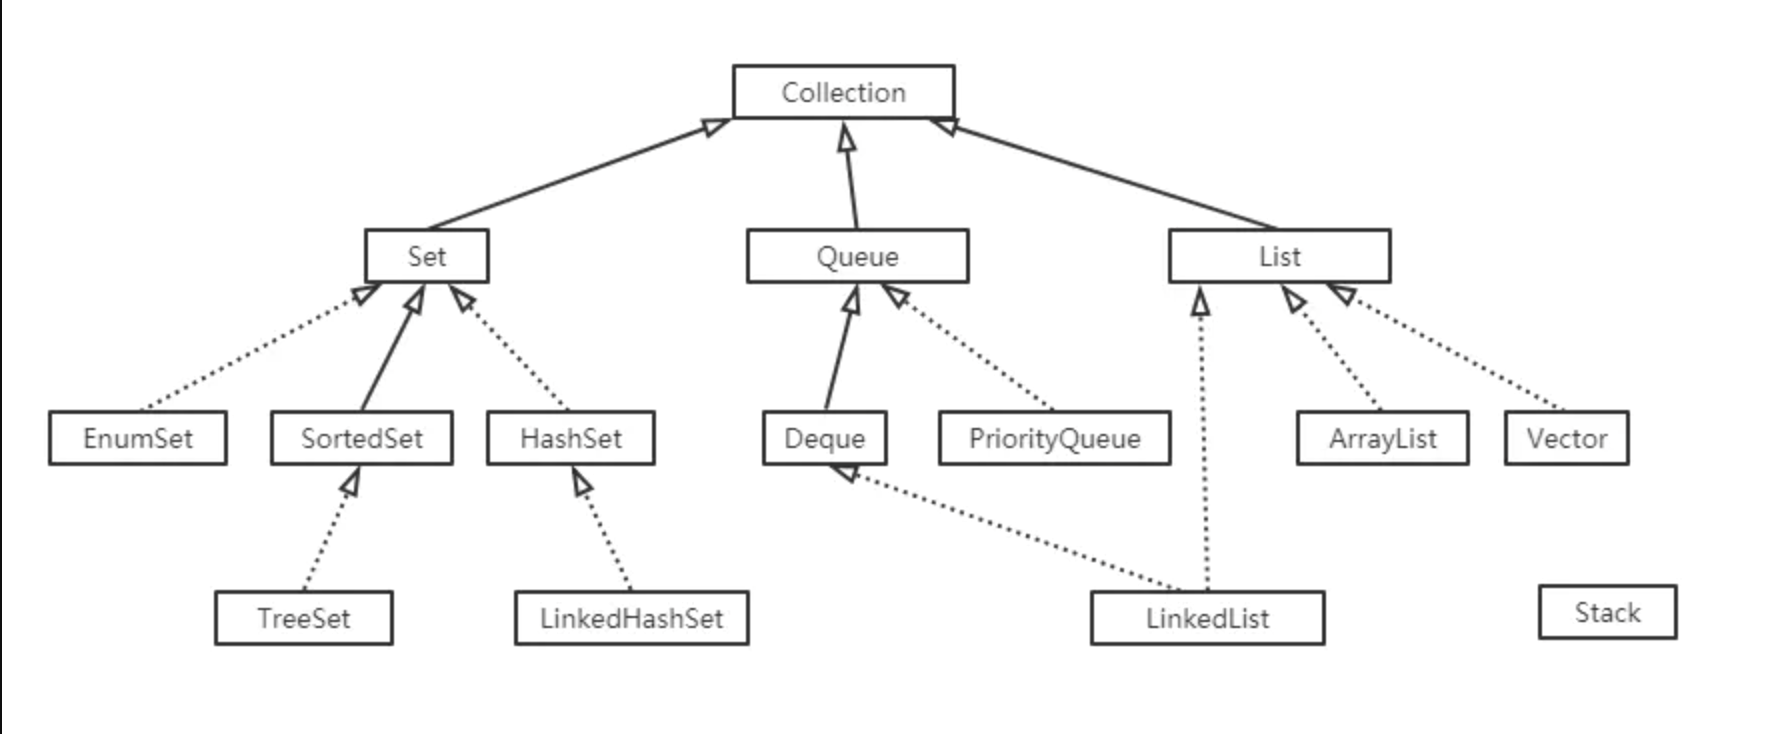 Collection
Set
Queue
List
EnumSet
SortedSet
HashSet
Deque
PriorityQueue
ArrayList
Vector
TreeSet
LinkedHashSet
LinkedList
Stack